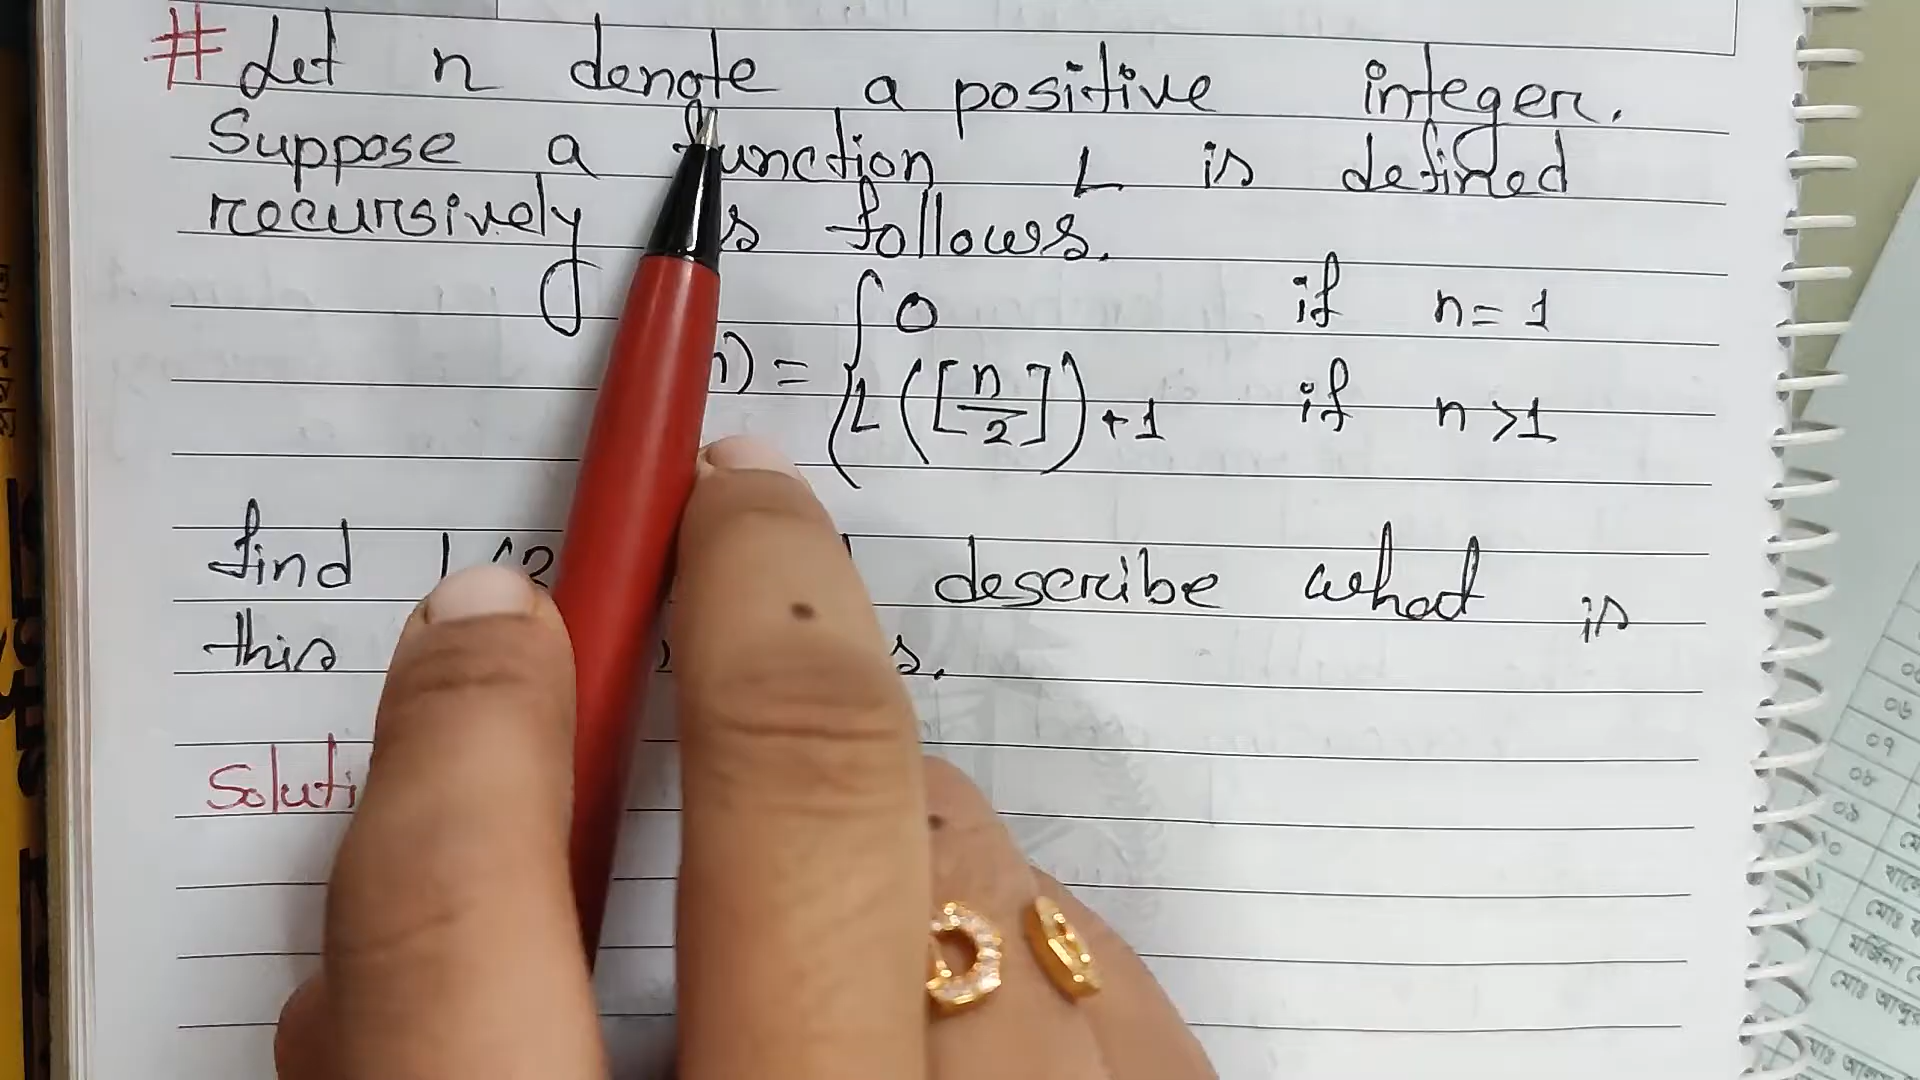 # Let n denote a positive integer.
Suppose a function L is defined
recursively s follows.
0 if n = 1
n) =
L([n/2]) + 1 if n > 1
find describe what is
this s.
Soluti